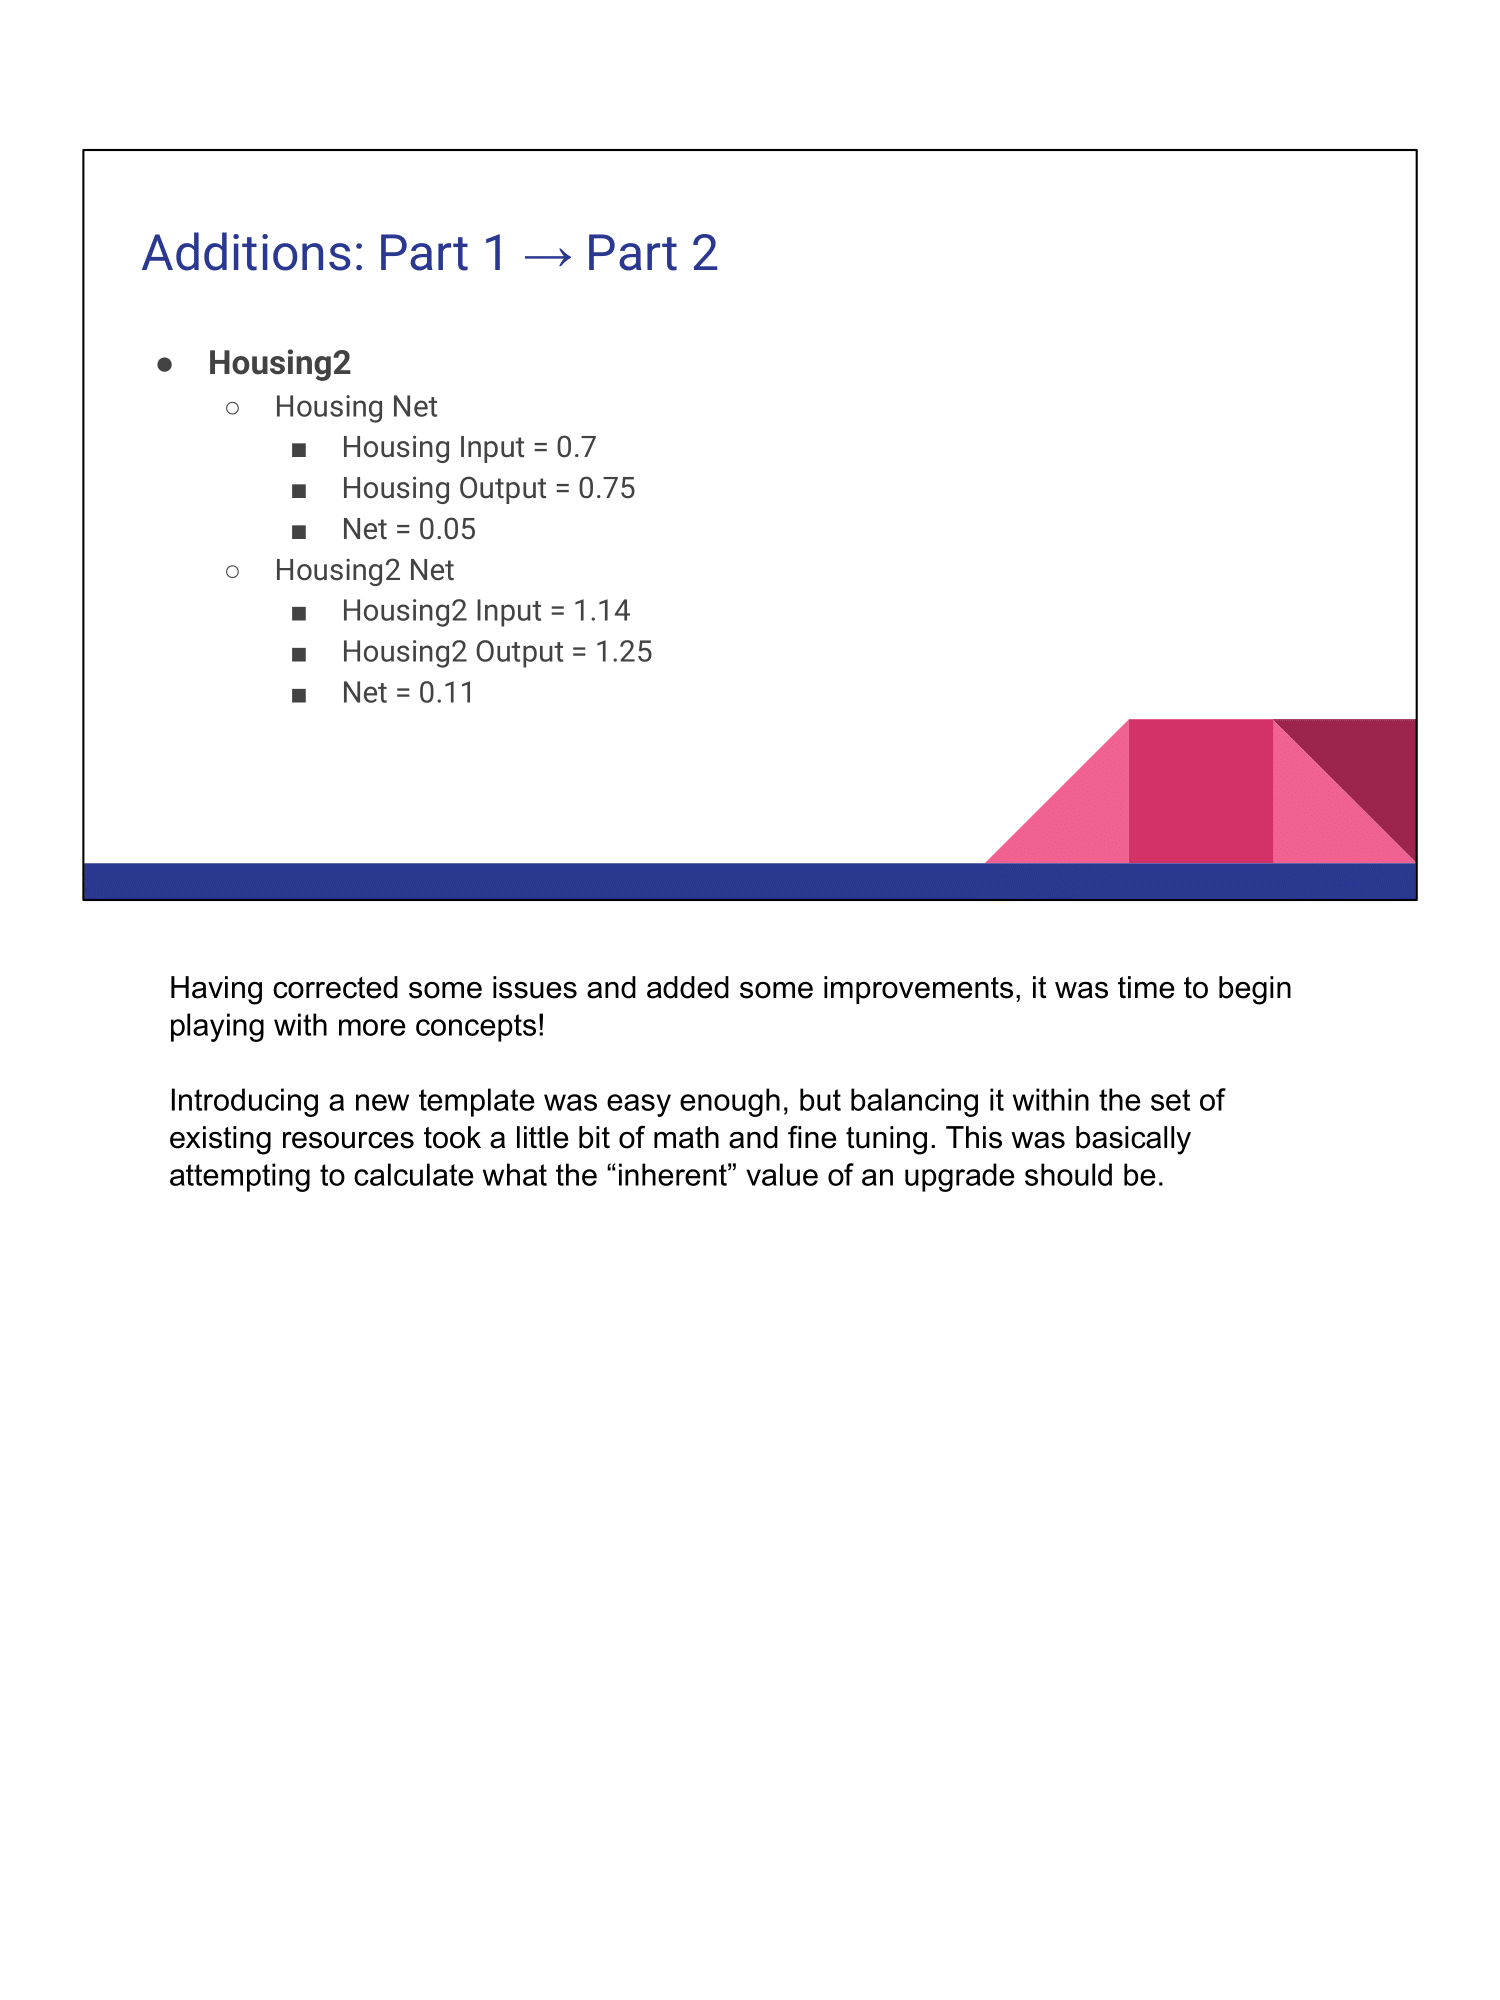 Additions: Part 1 → Part 2
● Housing2
○ Housing Net
■ Housing Input = 0.7
■ Housing Output = 0.75
■ Net = 0.05
○ Housing2 Net
■ Housing2 Input = 1.14
■ Housing2 Output = 1.25
■ Net = 0.11
Having corrected some issues and added some improvements, it was time to begin
playing with more concepts!
Introducing a new template was easy enough, but balancing it within the set of
existing resources took a little bit of math and fine tuning. This was basically
attempting to calculate what the “inherent” value of an upgrade should be.